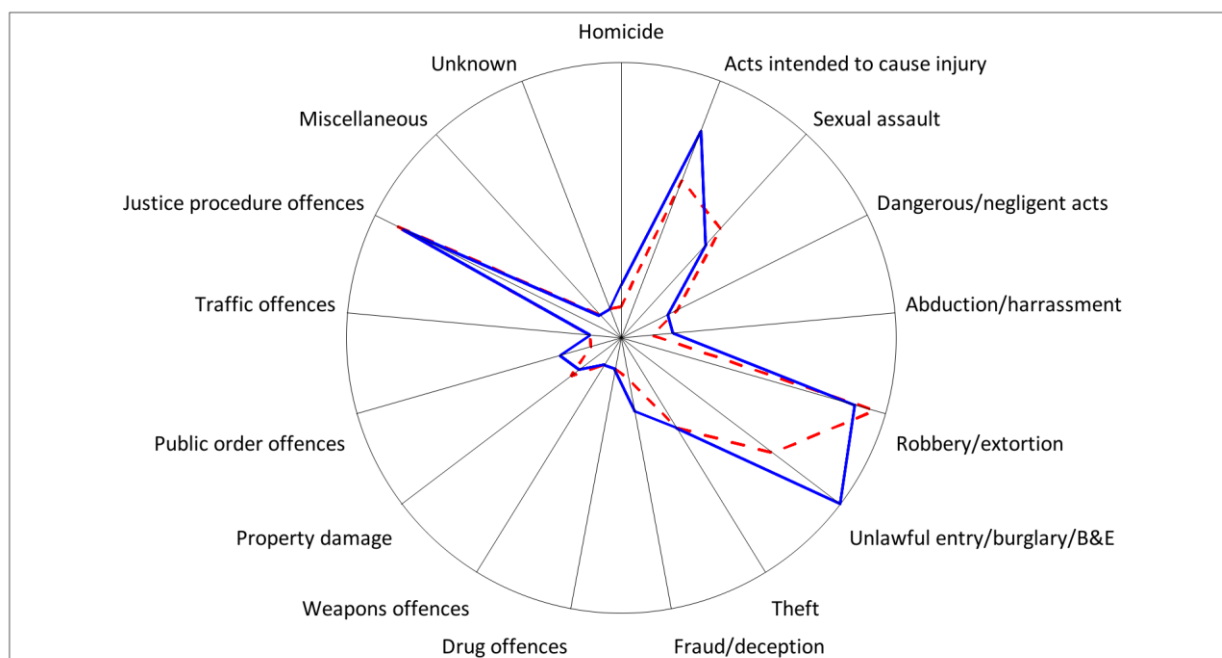 Homicide
Acts intended to cause injury
Sexual assault
Dangerous/negligent acts
Abduction/harrassment
Robbery/extortion
Unlawful entry/burglary/B&E
Theft
Fraud/deception
Drug offences
Weapons offences
Property damage
Public order offences
Traffic offences
Justice procedure offences
Miscellaneous
Unknown